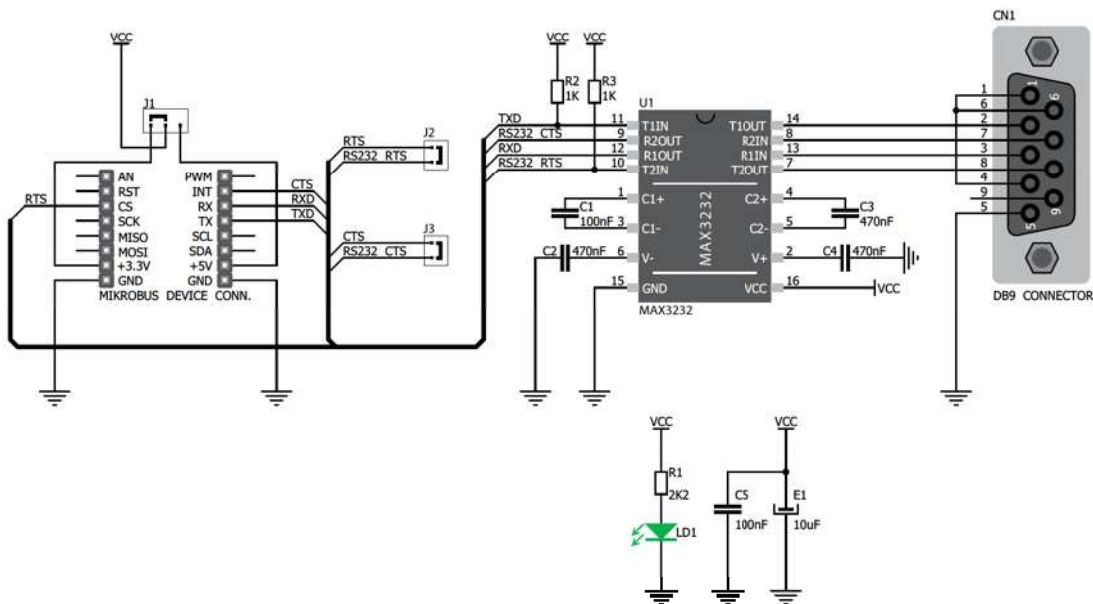 CN1
VCC
VCC VCC
J1
R2
1K
R3
1K
U1
TXD
RS232 CTS
RXD
RS232 RTS
11 T1IN T1OUT 14
9 R2OUT R2IN 8
12 R1OUT R1IN 13
10 T2IN T2OUT 7
1 C1+ C2+ 4
3 C1- C2- 5
6 V- V+ 2
15 GND VCC 16
MAX3232
MAX3232
C1
100nF
C2 470nF
C3
470nF
C4 470nF
VCC
1
6
2
7
3
8
4
9
5
1
6
5
9
DB9 CONNECTOR
RTS
RS232 RTS
J2
CTS
RS232 CTS
J3
RTS
AN PWM
RST INT
CS RX
SCK TX
MISO SCL
MOSI SDA
+3.3V +5V
GND GND
CTS
RXD
TXD
MIKROBUS DEVICE CONN.
VCC
R1
2K2
LD1
VCC
C5
100nF
E1
10uF